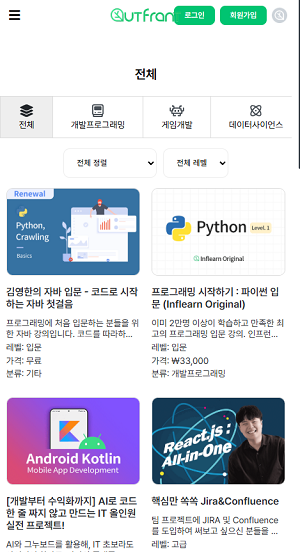 OUTFRAN
로그인
회원가입
전체
전체
개발프로그래밍
게임개발
데이터사이언스
전체 정렬
전체 레벨
Renewal
Python,
Crawling
Basics
Python
Level. 1
Inflearn Original
김영한의 자바 입문 - 코드로 시작
하는 자바 첫걸음
프로그래밍 시작하기 : 파이썬 입
문 (Inflearn Original)
프로그래밍에 처음 입문하는 분들을 위
한 자바 강의입니다. 코드를 따라하...
이미 2만명 이상이 학습하고 만족한 최
고의 프로그래밍 입문 강의. 인프런...
레벨: 입문
가격: 무료
분류: 기타
레벨: 입문
가격: ₩33,000
분류: 개발프로그래밍
Android Kotlin
Mobile App Development
React.js :
All-in-One
[개발부터 수익화까지] AI로 코드
한 줄 짜지 않고 만드는 IT 올인원
실전 프로젝트!
핵심만 쏙쏙 Jira&Confluence
AI와 그누보드를 활용해, IT 초보라도
팀 프로젝트에 JIRA 및 Confluence
를 도입하여 써보고 싶으신 분들을...
레벨: 고급